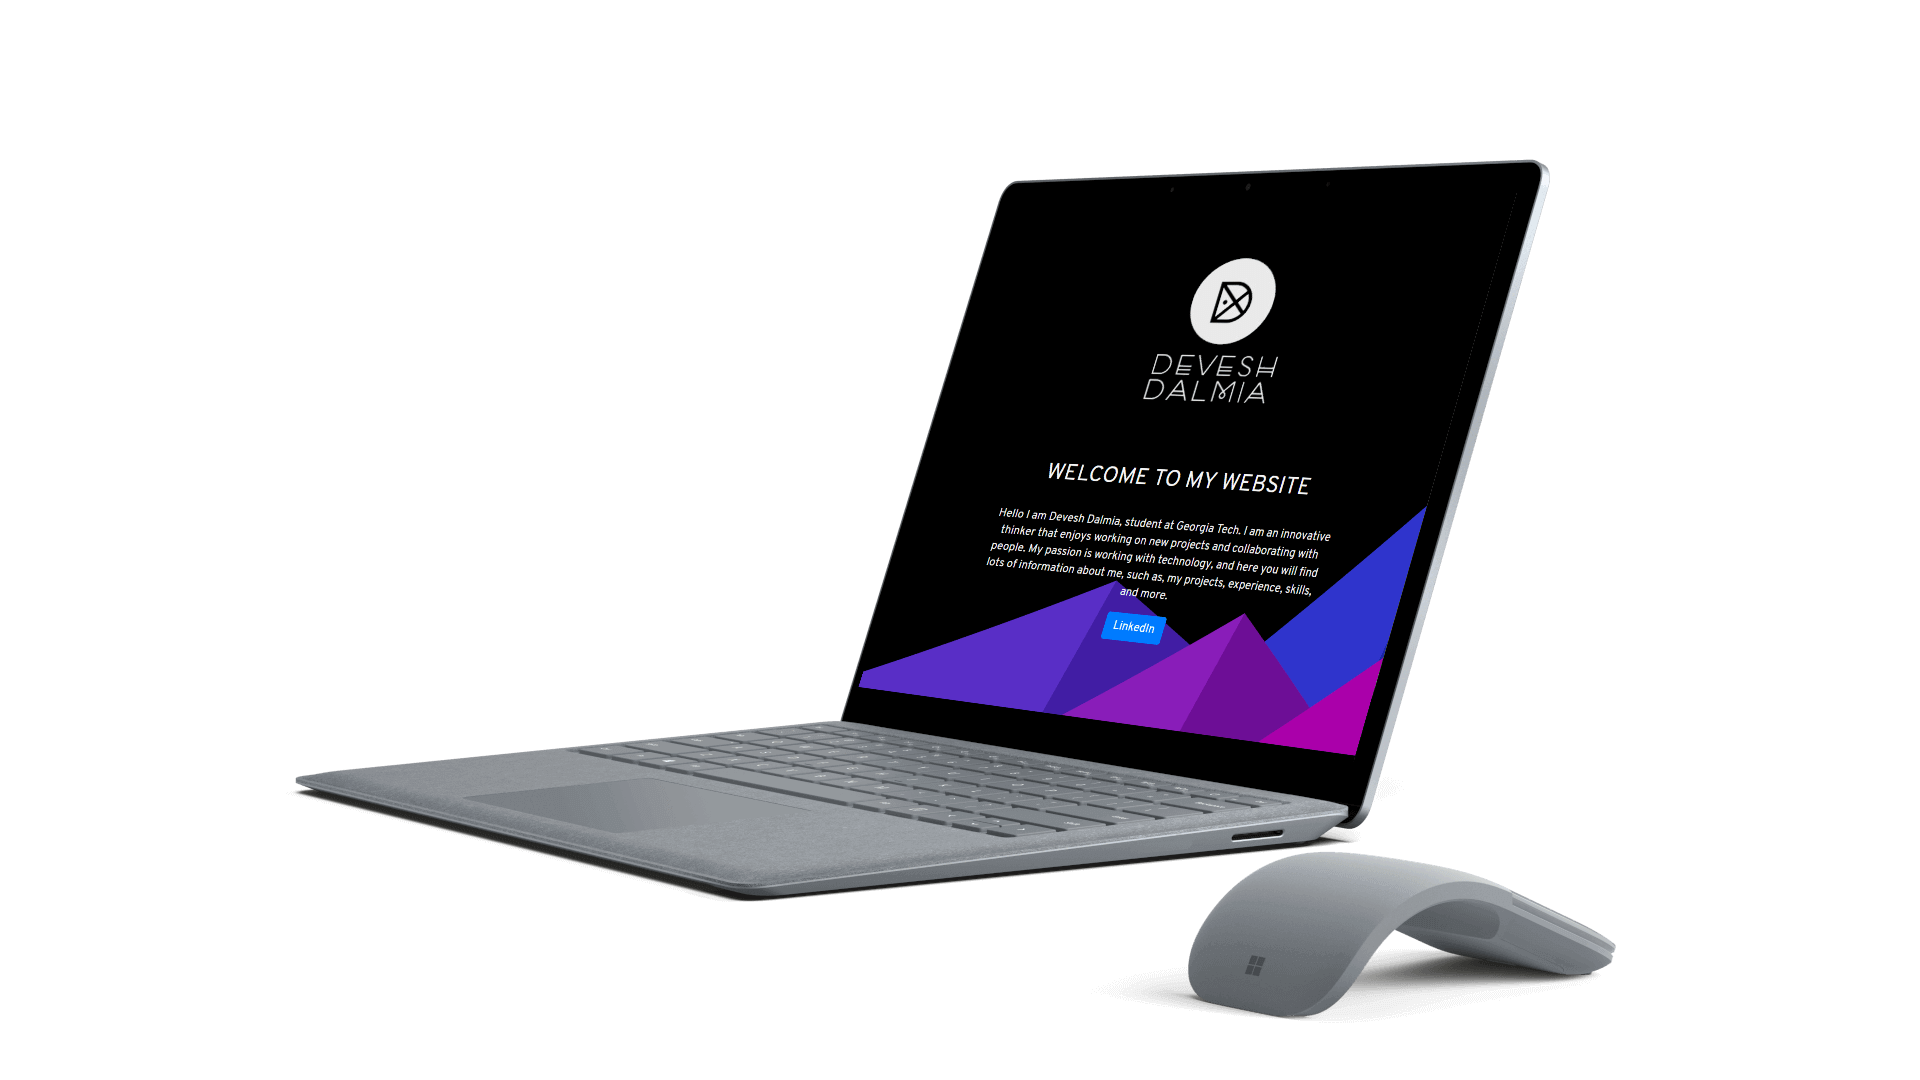 DEVESH
DALMIA
WELCOME TO MY WEBSITE
Hello I am Devesh Dalmia, student at Georgia Tech. I am an innovative
thinker that enjoys working on new projects and collaborating with
people. My passion is working with technology, and here you will find
lots of information about me, such as, my projects, experience, skills,
and more.
LinkedIn